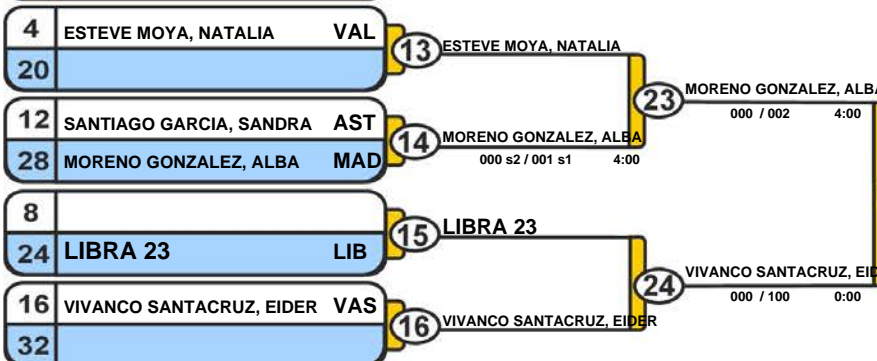 4 ESTEVE MOYA, NATALIA VAL
20
13 ESTEVE MOYA, NATALIA
12 SANTIAGO GARCIA, SANDRA AST
28 MORENO GONZALEZ, ALBA MAD
14 MORENO GONZALEZ, ALBA
000 s2 / 001 s1 4:00
23 MORENO GONZALEZ, ALBA
000 / 002 4:00
8
24 LIBRA 23 LIB
15 LIBRA 23
16 VIVANCO SANTACRUZ, EIDER VAS
32
16 VIVANCO SANTACRUZ, EIDER
24 VIVANCO SANTACRUZ, EID
000 / 100 0:00